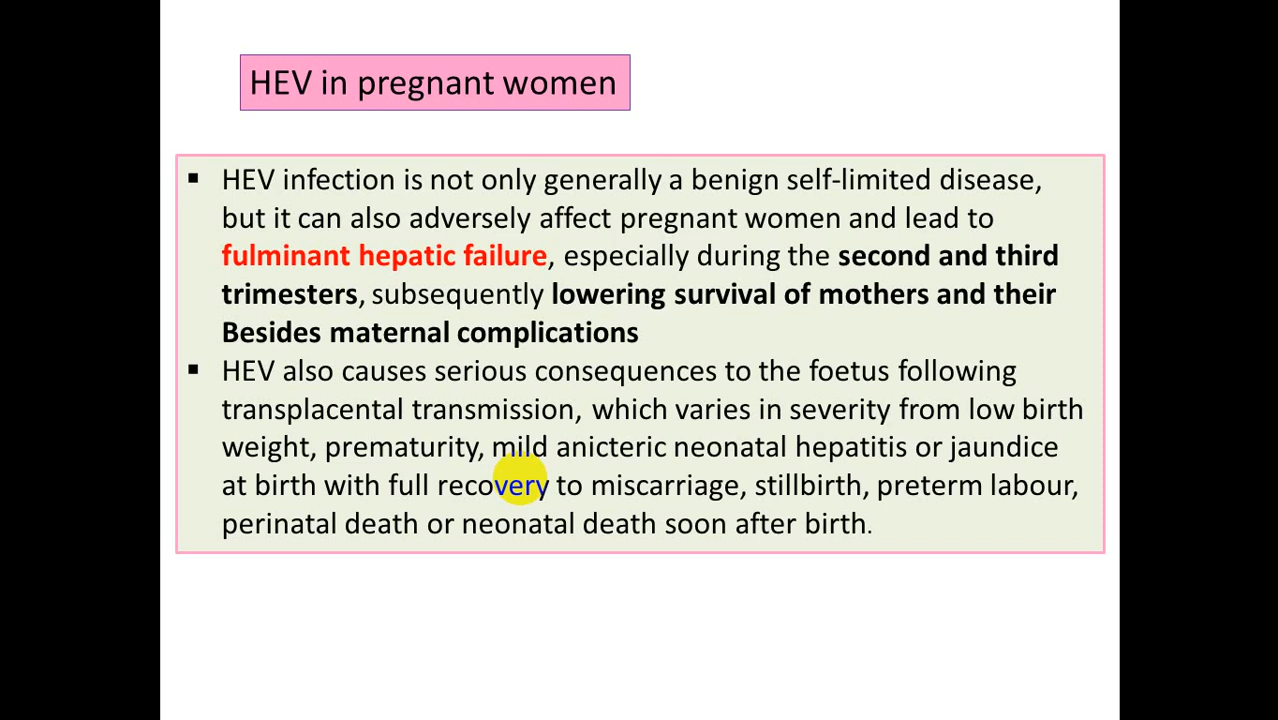 HEV in pregnant women
▪ HEV infection is not only generally a benign self-limited disease,
but it can also adversely affect pregnant women and lead to
fulminant hepatic failure, especially during the second and third
trimesters, subsequently lowering survival of mothers and their
Besides maternal complications
▪ HEV also causes serious consequences to the foetus following
transplacental transmission, which varies in severity from low birth
weight, prematurity, mild anicteric neonatal hepatitis or jaundice
at birth with full recovery to miscarriage, stillbirth, preterm labour,
perinatal death or neonatal death soon after birth.